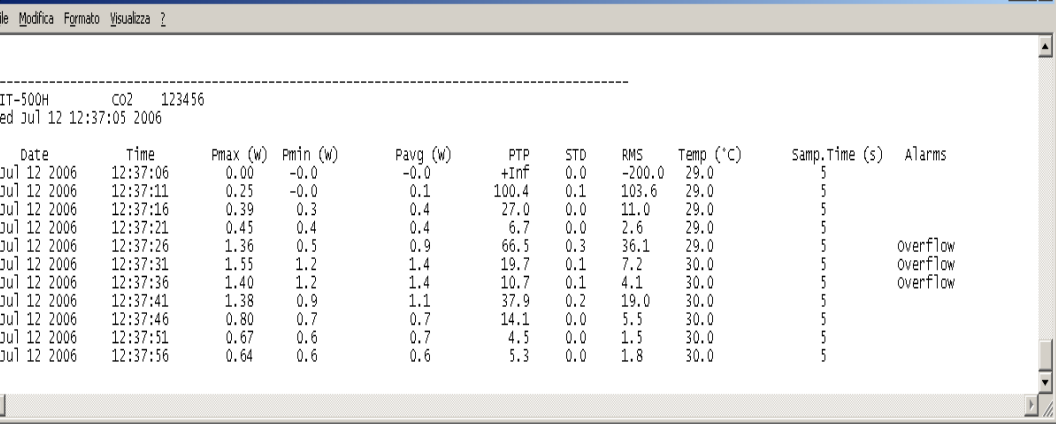 ile Modifica Formato Visualizza ?
-----------------------------------------------------------------------------------------
IT-500H CO2 123456
ed Jul 12 12:37:05 2006
Date Time Pmax (W) Pmin (W) Pavg (W) PTP STD RMS Temp (°C) Samp.Time (s) Alarms
Jul 12 2006 12:37:06 0.00 -0.0 -0.0 +Inf 0.0 -200.0 29.0 5
Jul 12 2006 12:37:11 0.25 -0.0 0.1 100.4 0.1 103.6 29.0 5
Jul 12 2006 12:37:16 0.39 0.3 0.4 27.0 0.0 11.0 29.0 5
Jul 12 2006 12:37:21 0.45 0.4 0.4 6.7 0.0 2.6 29.0 5
Jul 12 2006 12:37:26 1.36 0.5 0.9 66.5 0.3 36.1 29.0 5 Overflow
Jul 12 2006 12:37:31 1.55 1.2 1.4 19.7 0.1 7.2 30.0 5 Overflow
Jul 12 2006 12:37:36 1.40 1.2 1.4 10.7 0.1 4.1 30.0 5 Overflow
Jul 12 2006 12:37:41 1.38 0.9 1.1 37.9 0.2 19.0 30.0 5
Jul 12 2006 12:37:46 0.80 0.7 0.7 14.1 0.0 5.5 30.0 5
Jul 12 2006 12:37:51 0.67 0.6 0.7 4.5 0.0 1.5 30.0 5
Jul 12 2006 12:37:56 0.64 0.6 0.6 5.3 0.0 1.8 30.0 5